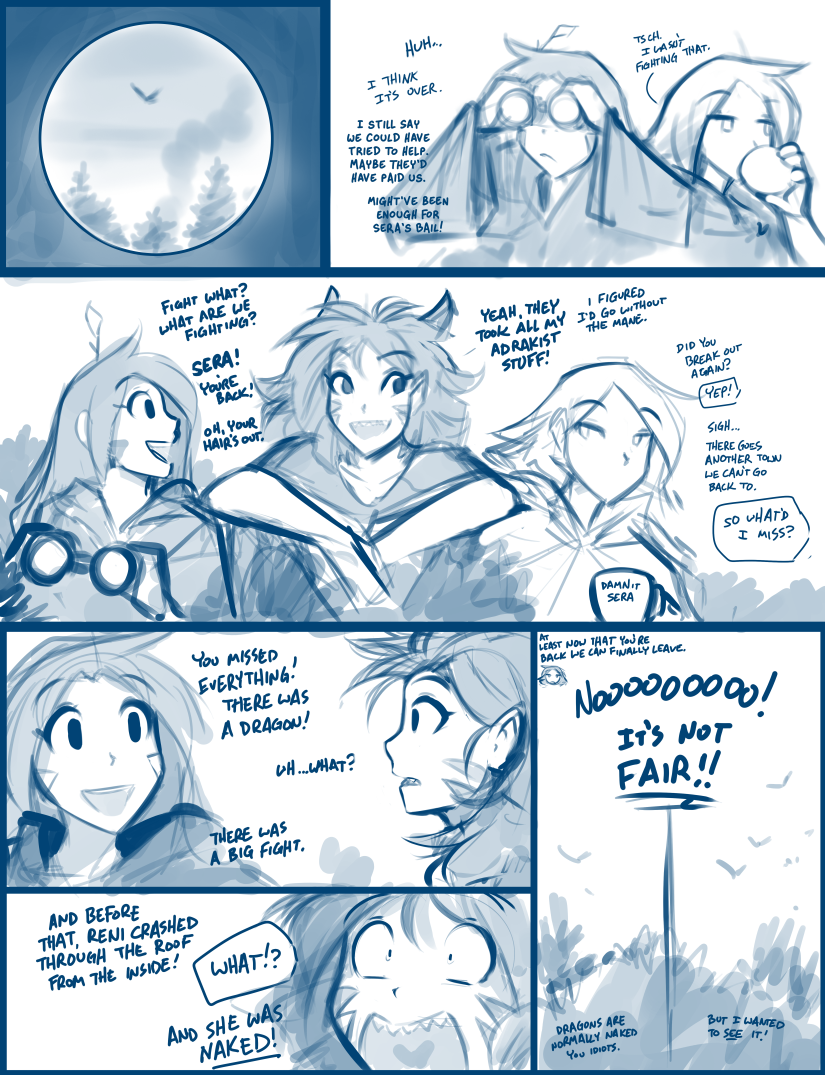 HUH...
I THINK
IT'S OVER.
I STILL SAY
WE COULD HAVE
TRIED TO HELP.
MAYBE THEY'D
HAVE PAID US.
MIGHT'VE BEEN
ENOUGH FOR
SERA'S BAIL!
TSCH.
I WASN'T
FIGHTING THAT.
FIGHT WHAT?
WHAT ARE WE
FIGHTING?
SERA!
YOU'RE
BACK!
OH, YOUR
HAIR'S OUT.
YEAH, THEY
TOOK ALL MY
ADRAKIST
STUFF!
I FIGURED
I'D GO WITHOUT
THE MANE.
DID YOU
BREAK OUT
AGAIN?
YEP!
SIGH...
THERE GOES
ANOTHER TOWN
WE CAN'T GO
BACK TO.
SO WHAT'D
I MISS?
DAMNIT
SERA
YOU MISSED
EVERYTHING!
THERE WAS
A DRAGON!
UH...WHAT?
THERE WAS
A BIG FIGHT.
AND BEFORE
THAT, RENI CRASHED
THROUGH THE ROOF
FROM THE INSIDE!
WHAT!?
AND SHE WAS
NAKED!
AT
LEAST NOW THAT YOU'RE
BACK WE CAN FINALLY LEAVE.
NOOOOOOOOO!
IT'S NOT
FAIR!!
DRAGONS ARE
NORMALLY NAKED
YOU IDIOTS.
BUT I WANTED
TO SEE IT!